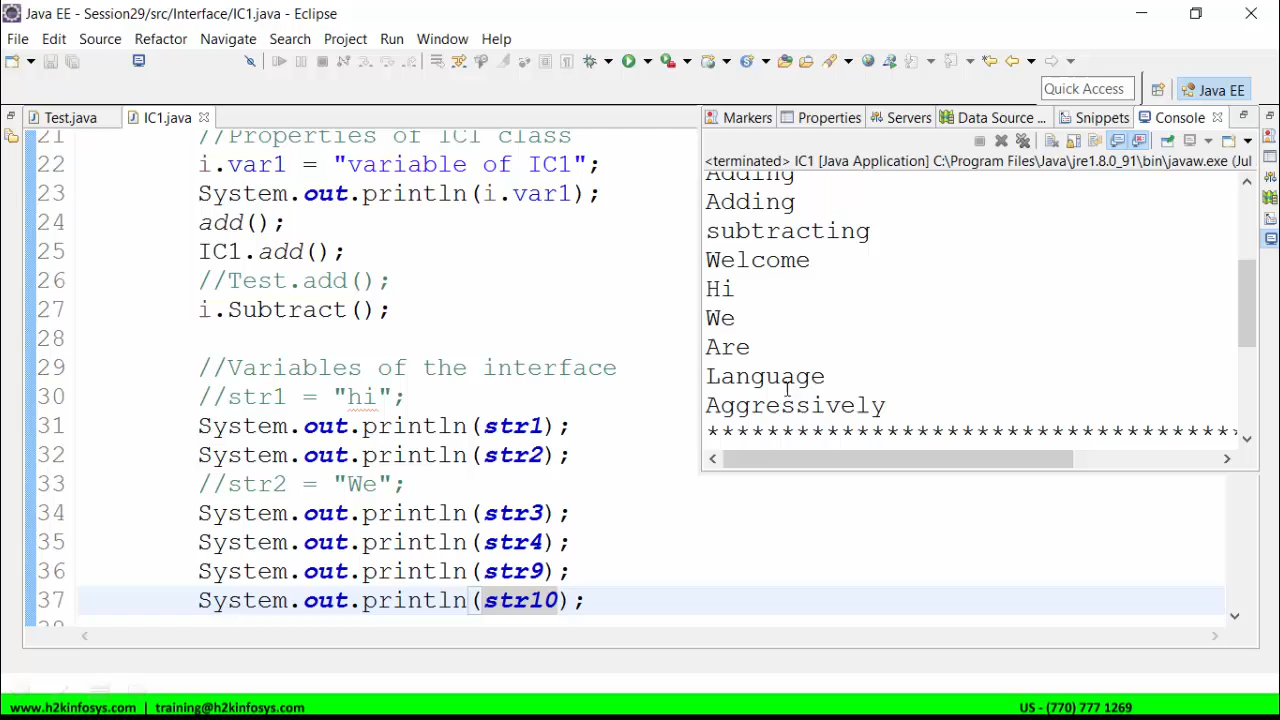 Java EE - Session29/src/Interface/IC1.java - Eclipse
File Edit Source Refactor Navigate Search Project Run Window Help
Quick Access
Java EE
Test.java
IC1.java
Markers
Properties
Servers
Data Source ...
Snippets
Console
<terminated> IC1 [Java Application] C:\Program Files\Java\jre1.8.0_91\bin\javaw.exe (Jul
21 //Properties of IC1 class
22 i.var1 = "variable of IC1";
23 System.out.println(i.var1);
24 add();
25 IC1.add();
26 //Test.add();
27 i.Subtract();
28
29 //Variables of the interface
30 //str1 = "hi";
31 System.out.println(str1);
32 System.out.println(str2);
33 //str2 = "We";
34 System.out.println(str3);
35 System.out.println(str4);
36 System.out.println(str9);
37 System.out.println(str10);
Adding
Adding
subtracting
Welcome
Hi
We
Are
Language
Aggressively
************************************
www.h2kinfosys.com | training@h2kinfosys.com
US - (770) 777 1269